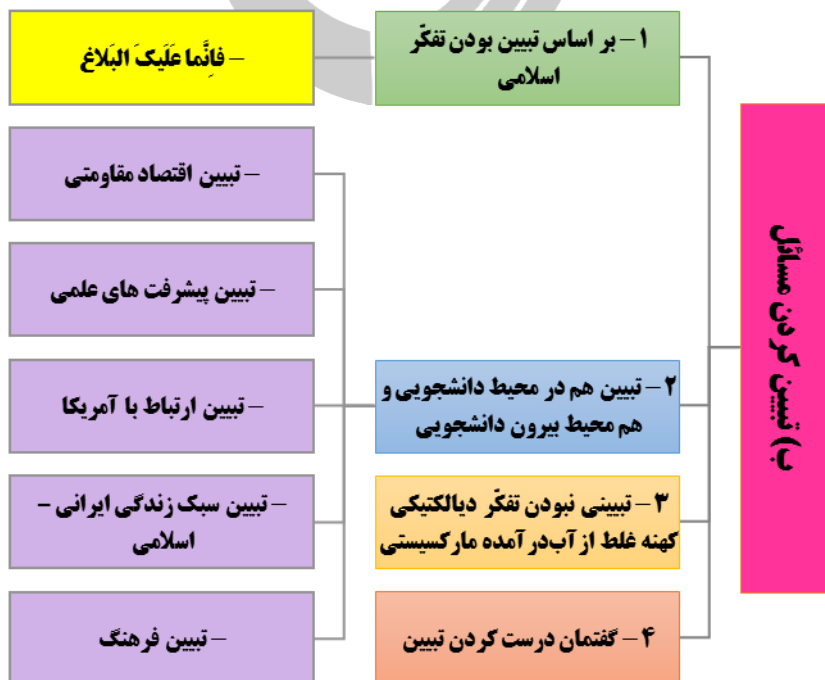 ب) تبیین کردن مسائل
۱ – بر اساس تبیین بودن تفکّر
اسلامی
– فاِنَّما عَلَیکَ البَلاغ
۲ – تبیین هم در محیط دانشجویی و
هم محیط بیرون دانشجویی
– تبیین اقتصاد مقاومتی
– تبیین پیشرفت های علمی
– تبیین ارتباط با آمریکا
– تبیین سبک زندگی ایرانی –
اسلامی
– تبیین فرهنگ
۳ – تبیینی نبودن تفکّر دیالکتیکی
کهنه غلط از آب‌درآمده مارکسیستی
۴ – گفتمان درست کردن تبیین